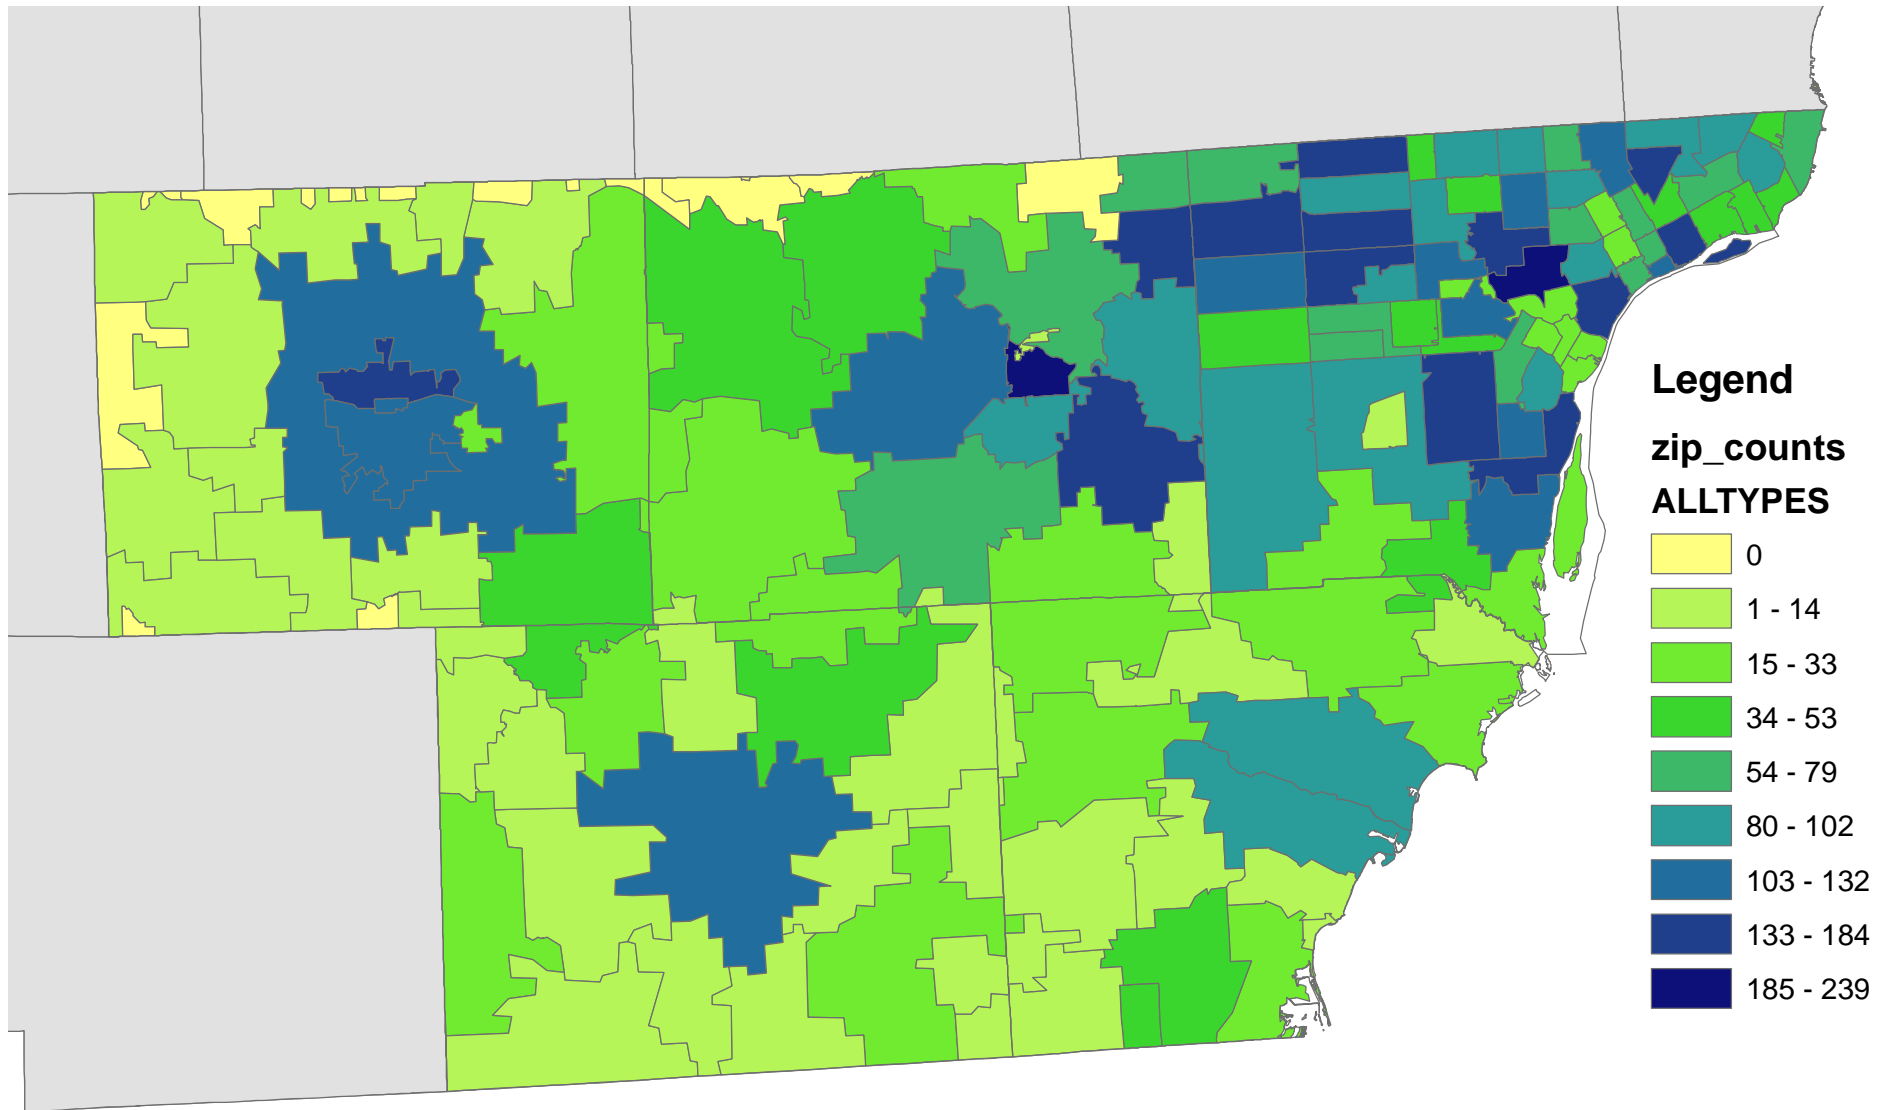 Legend
zip_counts
ALLTYPES
0
1 - 14
15 - 33
34 - 53
54 - 79
80 - 102
103 - 132
133 - 184
185 - 239